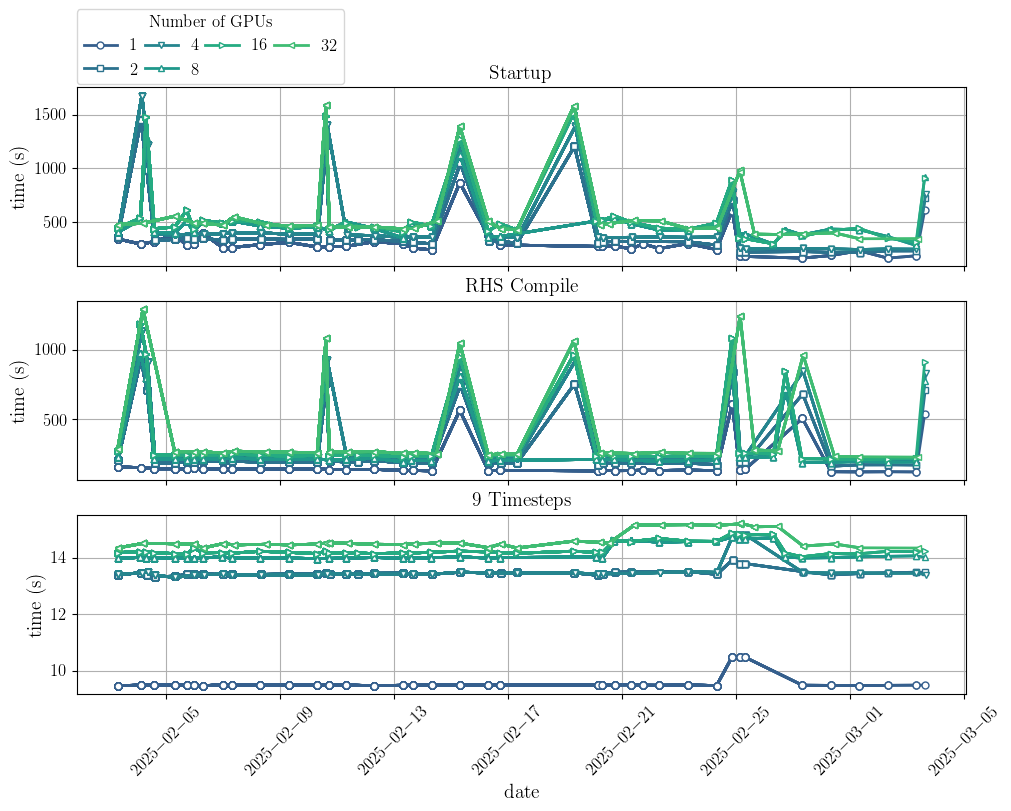 Number of GPUs
1 4 16 32
2 8
Startup
time (s)
1500
1000
500
RHS Compile
time (s)
1000
500
9 Timesteps
time (s)
14
12
10
2025−02−05 2025−02−09 2025−02−13 2025−02−17 2025−02−21 2025−02−25 2025−03−01 2025−03−05
date